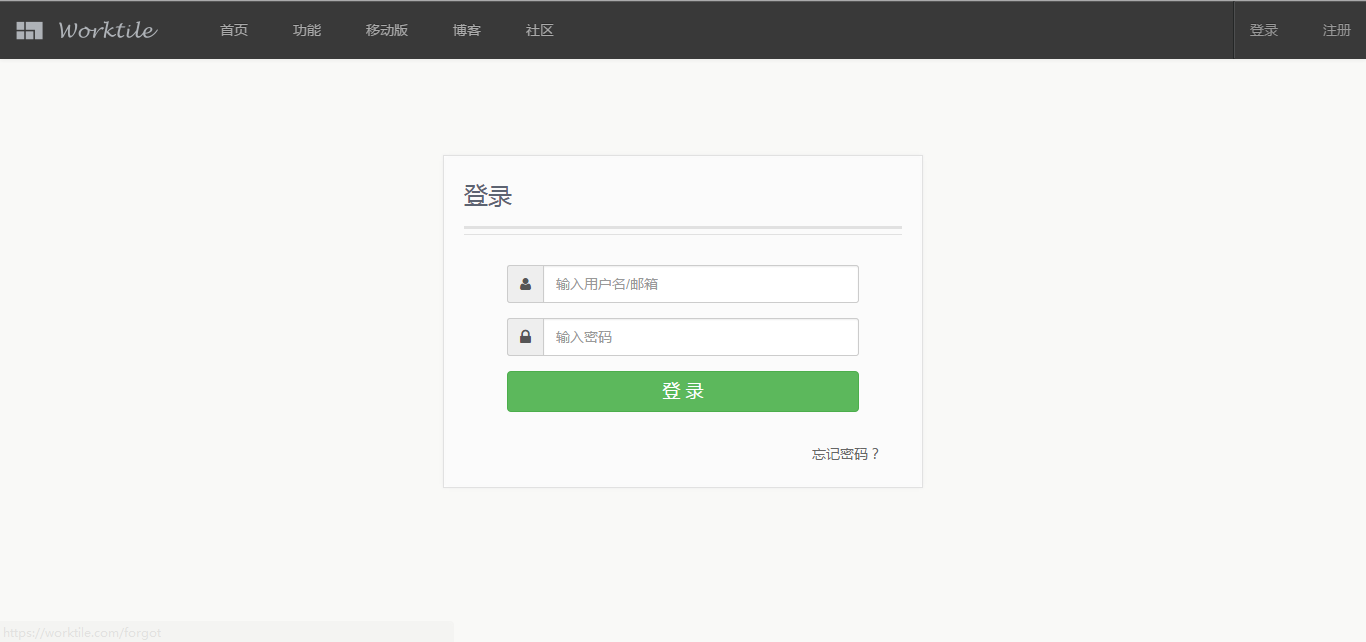 Worktile 首页 功能 移动版 博客 社区 登录 注册
登录
输入用户名/邮箱
输入密码
登 录
忘记密码？
https://worktile.com/forgot